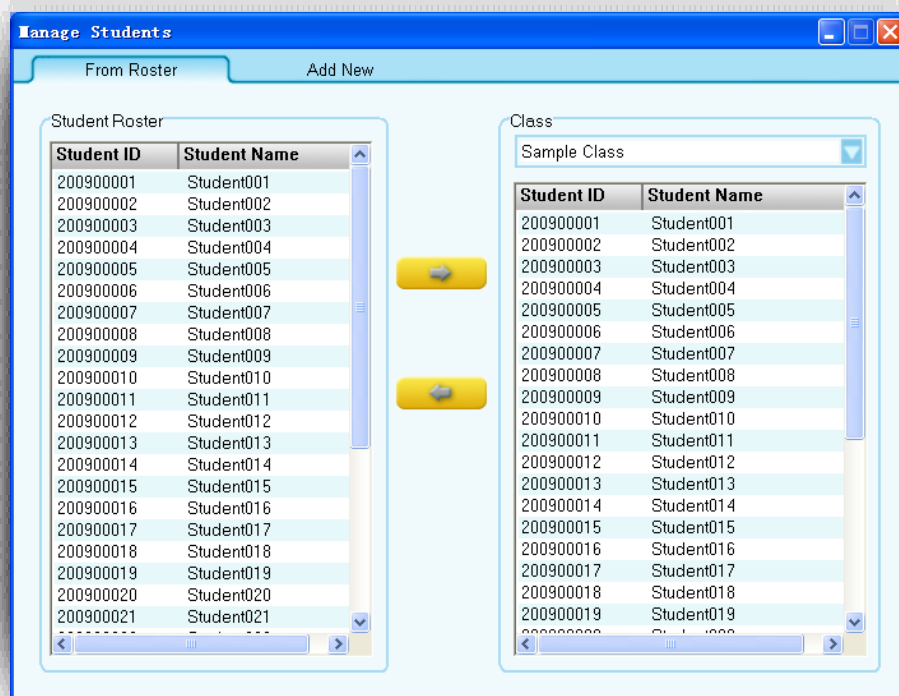 Manage Students
From Roster Add New
Student Roster
Student ID Student Name
200900001 Student001
200900002 Student002
200900003 Student003
200900004 Student004
200900005 Student005
200900006 Student006
200900007 Student007
200900008 Student008
200900009 Student009
200900010 Student010
200900011 Student011
200900012 Student012
200900013 Student013
200900014 Student014
200900015 Student015
200900016 Student016
200900017 Student017
200900018 Student018
200900019 Student019
200900020 Student020
200900021 Student021
Class
Sample Class
Student ID Student Name
200900001 Student001
200900002 Student002
200900003 Student003
200900004 Student004
200900005 Student005
200900006 Student006
200900007 Student007
200900008 Student008
200900009 Student009
200900010 Student010
200900011 Student011
200900012 Student012
200900013 Student013
200900014 Student014
200900015 Student015
200900016 Student016
200900017 Student017
200900018 Student018
200900019 Student019